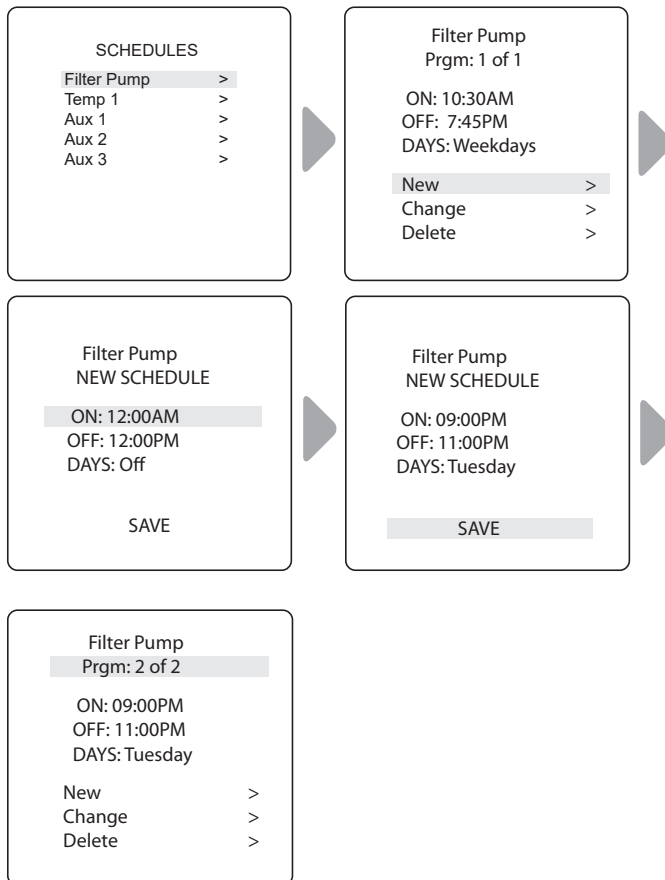 SCHEDULES
Filter Pump >
Temp 1 >
Aux 1 >
Aux 2 >
Aux 3 >
Filter Pump
Prgm: 1 of 1
ON: 10:30AM
OFF: 7:45PM
DAYS: Weekdays
New >
Change >
Delete >
Filter Pump
NEW SCHEDULE
ON: 12:00AM
OFF: 12:00PM
DAYS: Off
SAVE
Filter Pump
NEW SCHEDULE
ON: 09:00PM
OFF: 11:00PM
DAYS: Tuesday
SAVE
Filter Pump
Prgm: 2 of 2
ON: 09:00PM
OFF: 11:00PM
DAYS: Tuesday
New >
Change >
Delete >